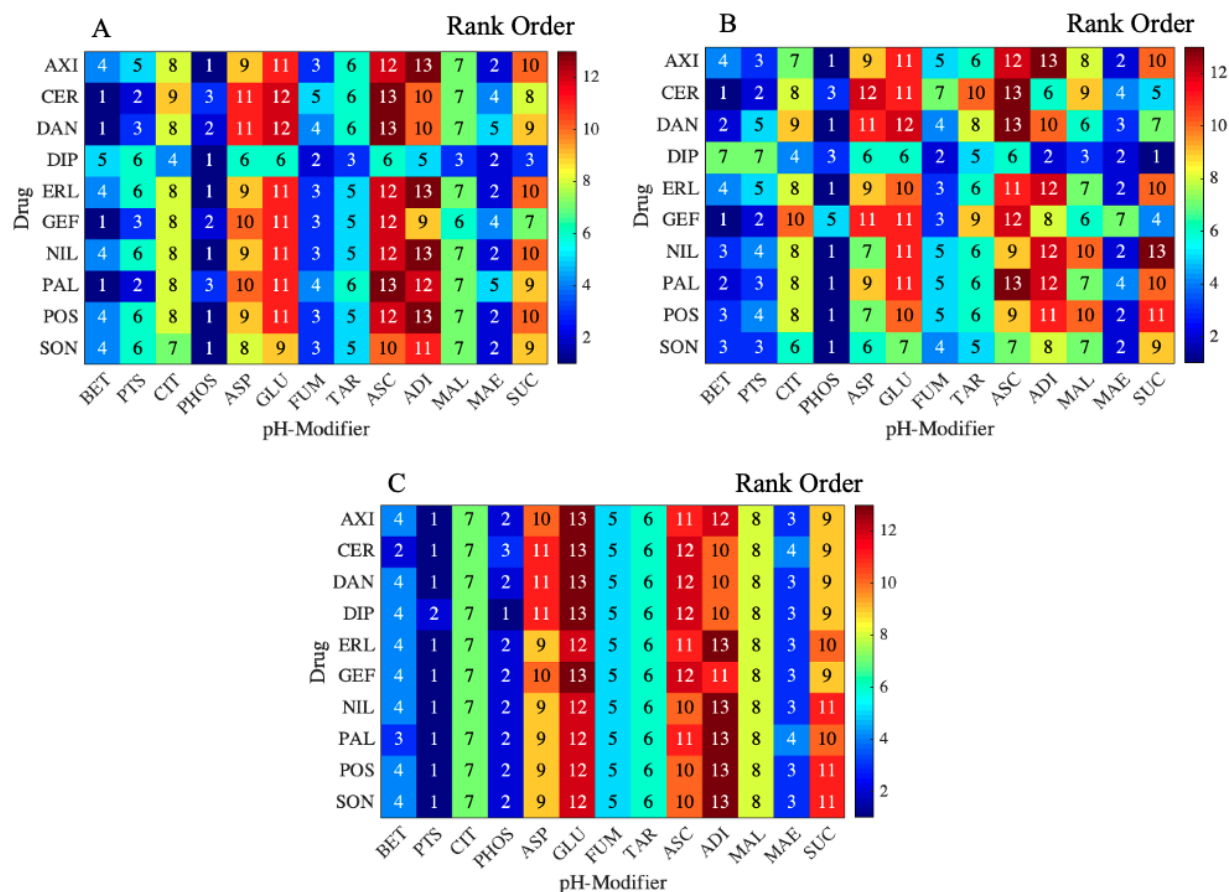 A Rank Order
AXI 4 5 8 1 9 11 3 6 12 13 7 2 10 12
CER 1 2 9 3 11 12 5 6 13 10 7 4 8
DAN 1 3 8 2 11 12 4 6 13 10 7 5 9 10
DIP 5 6 4 1 6 6 2 3 6 5 3 2 3 8
ERL 4 6 8 1 9 11 3 5 12 13 7 2 10
GEF 1 3 8 2 10 11 3 5 12 9 6 4 7 6
NIL 4 6 8 1 9 11 3 5 12 13 7 2 10
PAL 1 2 8 3 10 11 4 6 13 12 7 5 9 4
POS 4 6 8 1 9 11 3 5 12 13 7 2 10
SON 4 6 7 1 8 9 3 5 10 11 7 2 9 2
Drug
BET PTS CIT PHOS ASP GLU FUM TAR ASC ADI MAL MAE SUC
pH-Modifier
B Rank Order
AXI 4 3 7 1 9 11 5 6 12 13 8 2 10 12
CER 1 2 8 3 12 11 7 10 13 6 9 4 5
DAN 2 5 9 1 11 12 4 8 13 10 6 3 7 10
DIP 7 7 4 3 6 6 2 5 6 2 3 2 1 8
ERL 4 5 8 1 9 10 3 6 11 12 7 2 10
GEF 1 2 10 5 11 11 3 9 12 8 6 7 4 6
NIL 3 4 8 1 7 11 5 6 9 12 10 2 13
PAL 2 3 8 1 9 11 5 6 13 12 7 4 10 4
POS 3 4 8 1 7 10 5 6 9 11 10 2 11
SON 3 3 6 1 6 7 4 5 7 8 7 2 9 2
Drug
BET PTS CIT PHOS ASP GLU FUM TAR ASC ADI MAL MAE SUC
pH-Modifier
C Rank Order
AXI 4 1 7 2 10 13 5 6 11 12 8 3 9 12
CER 2 1 7 3 11 13 5 6 12 10 8 4 9
DAN 4 1 7 2 11 13 5 6 12 10 8 3 9 10
DIP 4 2 7 1 11 13 5 6 12 10 8 3 9
ERL 4 1 7 2 9 12 5 6 11 13 8 3 10 8
GEF 4 1 7 2 10 13 5 6 12 11 8 3 9 6
NIL 4 1 7 2 9 12 5 6 10 13 8 3 11
PAL 3 1 7 2 9 12 5 6 11 13 8 4 10 4
POS 4 1 7 2 9 12 5 6 10 13 8 3 11
SON 4 1 7 2 9 12 5 6 10 13 8 3 11 2
Drug
BET PTS CIT PHOS ASP GLU FUM TAR ASC ADI MAL MAE SUC
pH-Modifier